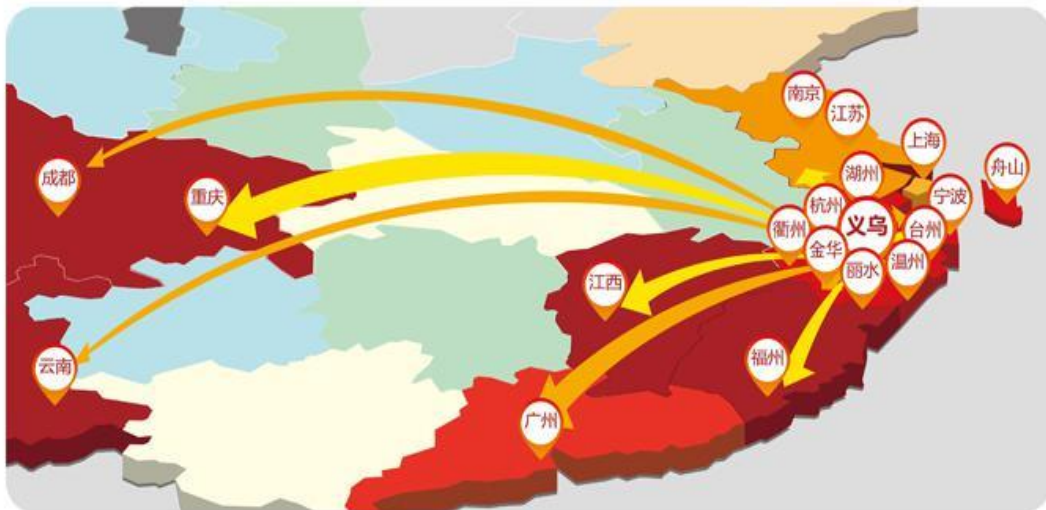 南京
江苏
上海
成都
重庆
湖州
舟山
杭州
宁波
衢州
义乌
台州
金华
丽水
温州
江西
云南
福州
广州